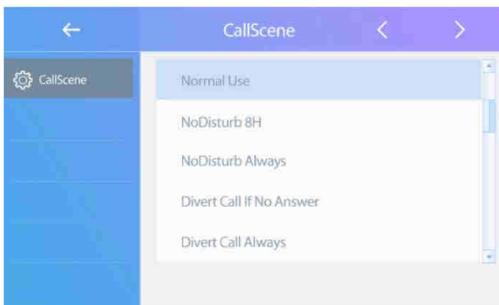 CallScene
CallScene
Normal Use
NoDisturb 8H
NoDisturb Always
Divert Call If No Answer
Divert Call Always